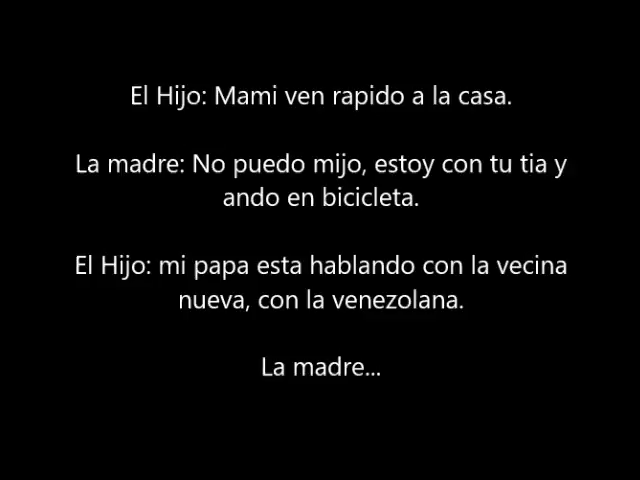 El Hijo: Mami ven rapido a la casa.
La madre: No puedo mijo, estoy con tu tia y
ando en bicicleta.
El Hijo: mi papa esta hablando con la vecina
nueva, con la venezolana.
La madre...